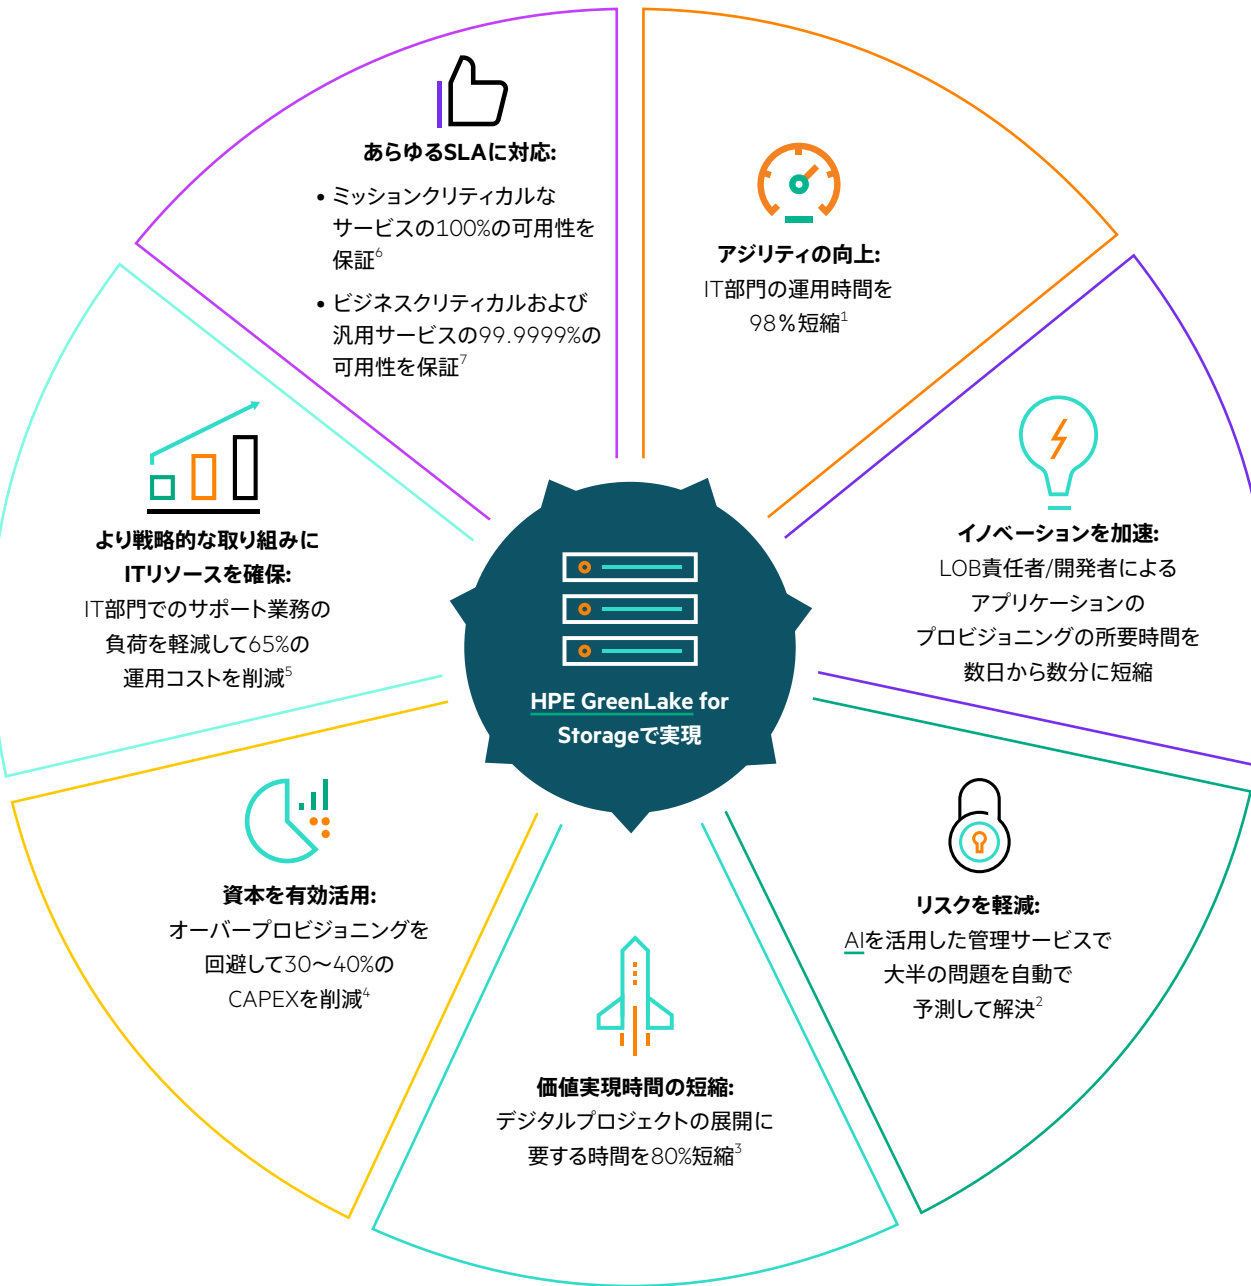 あらゆるSLAに対応:
• ミッションクリティカルな
サービスの100%の可用性を
保証6
• ビジネスクリティカルおよび
汎用サービスの99.9999%の
可用性を保証7
アジリティの向上:
IT部門の運用時間を
98%短縮1
イノベーションを加速:
LOB責任者/開発者による
アプリケーションの
プロビジョニングの所要時間を
数日から数分に短縮
リスクを軽減:
AIを活用した管理サービスで
大半の問題を自動で
予測して解決2
価値実現時間の短縮:
デジタルプロジェクトの展開に
要する時間を80%短縮3
資本を有効活用:
オーバープロビジョニングを
回避して30〜40%の
CAPEXを削減4
より戦略的な取り組みに
ITリソースを確保:
IT部門でのサポート業務の
負荷を軽減して65%の
運用コストを削減5
HPE GreenLake for
Storageで実現